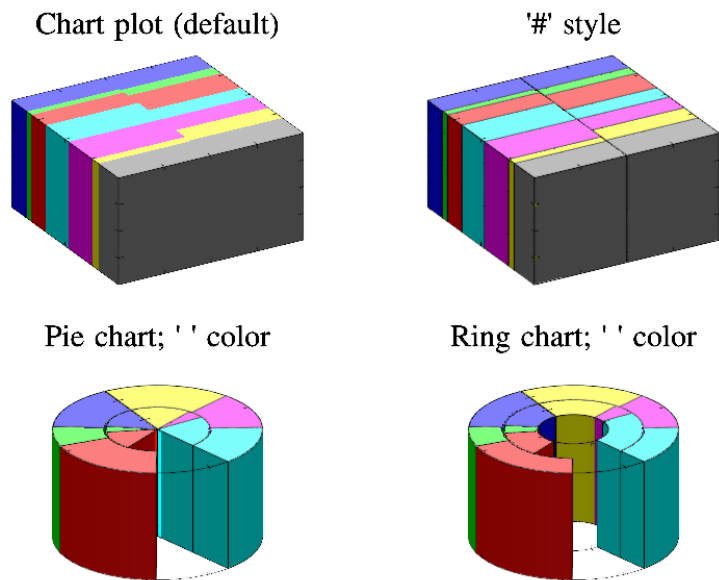 Chart plot (default)
'#' style
Pie chart; ' ' color
Ring chart; ' ' color